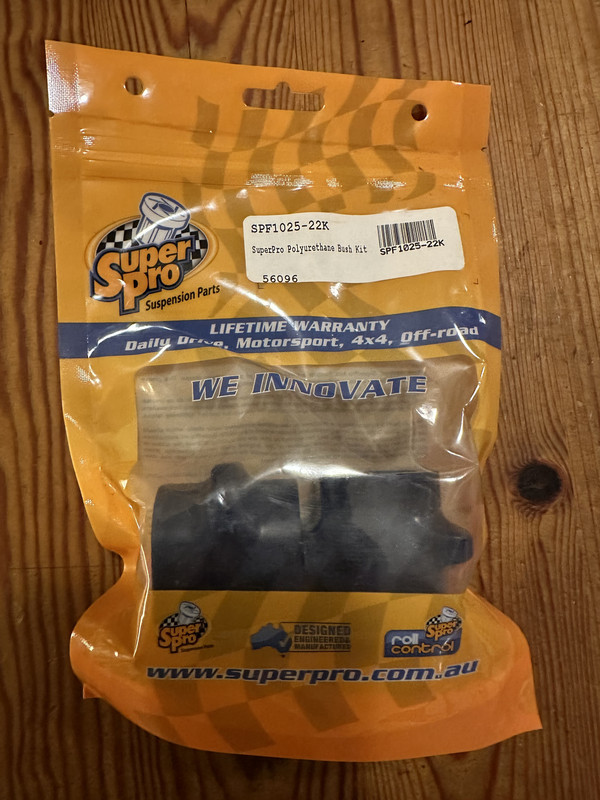 SPF1025-22K
SuperPro Polyurethane Bush Kit
SPF1025-22K
56096
Super
Pro
Suspension Parts
LIFETIME WARRANTY
Daily Drive, Motorsport, 4x4, Off-road
WE INNOVATE
Super
Pro
DESIGNED
ENGINEERED &
MANUFACTURED
roll
control
Super
Pro
www.superpro.com.au